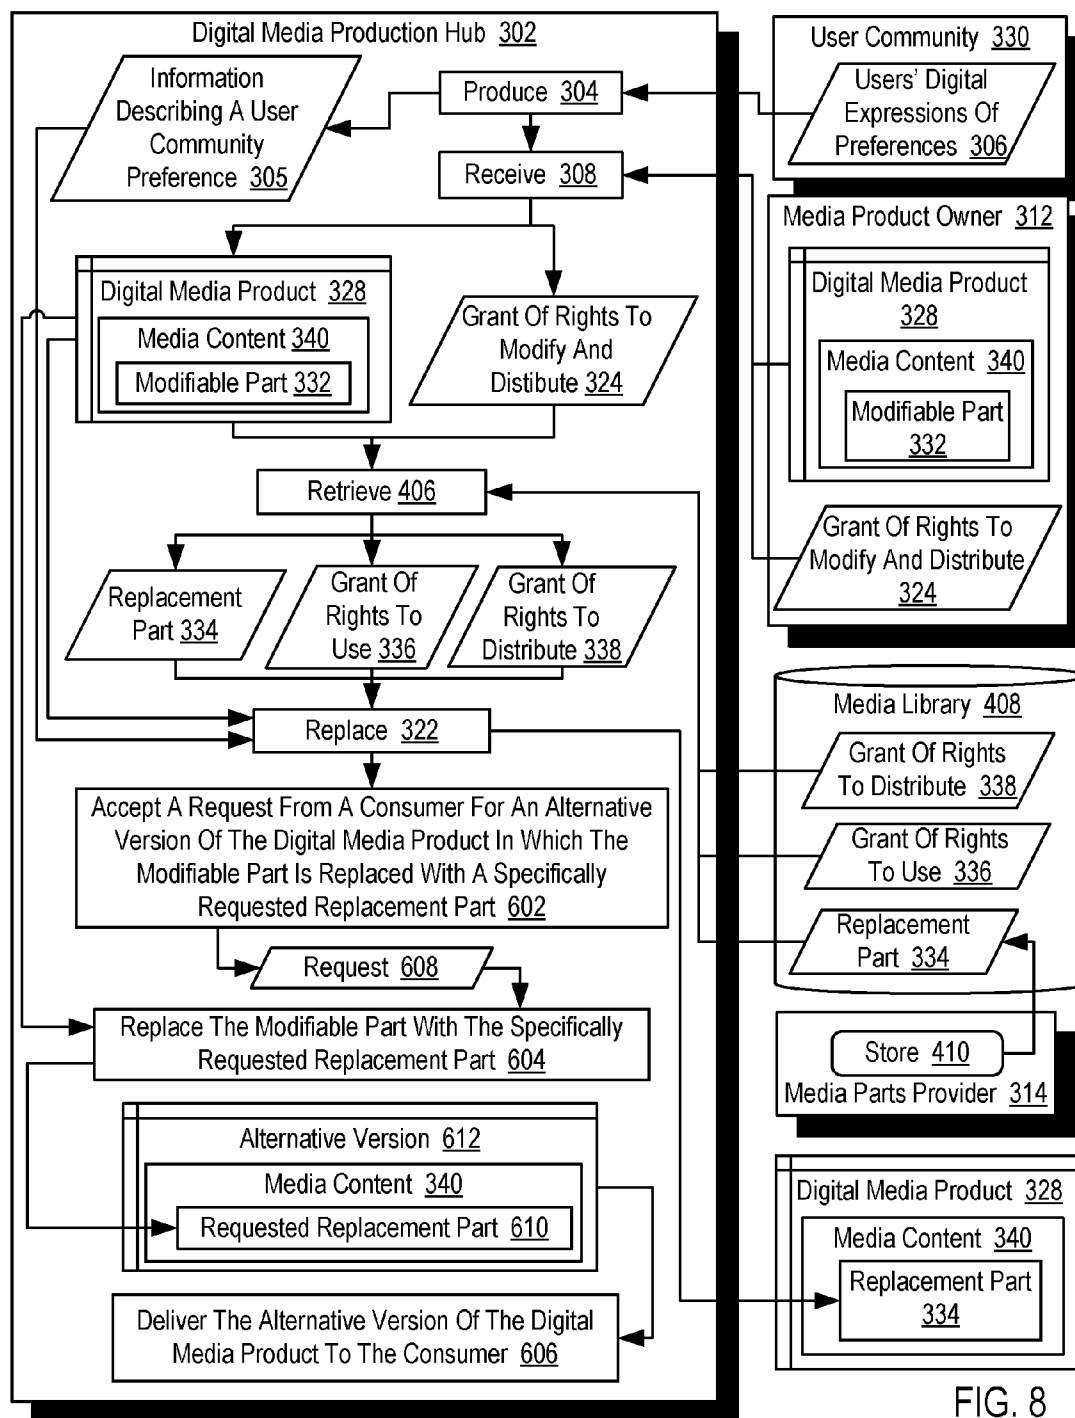 Digital Media Production Hub 302
Information
Describing A User
Community
Preference 305
Produce 304
Receive 308
User Community 330
Users' Digital
Expressions Of
Preferences 306
Media Product Owner 312
Digital Media Product
328
Media Content 340
Modifiable Part
332
Grant Of Rights To
Modify And Distribute
324
Digital Media Product 328
Media Content 340
Modifiable Part 332
Grant Of Rights To
Modify And
Distibute 324
Retrieve 406
Replacement
Part 334
Grant Of
Rights To
Use 336
Grant Of
Rights To
Distribute 338
Replace 322
Media Library 408
Grant Of Rights
To Distribute 338
Grant Of Rights
To Use 336
Replacement
Part 334
Store 410
Media Parts Provider 314
Accept A Request From A Consumer For An Alternative
Version Of The Digital Media Product In Which The
Modifiable Part Is Replaced With A Specifically
Requested Replacement Part 602
Request 608
Replace The Modifiable Part With The Specifically
Requested Replacement Part 604
Alternative Version 612
Media Content 340
Requested Replacement Part 610
Deliver The Alternative Version Of The Digital
Media Product To The Consumer 606
Digital Media Product 328
Media Content 340
Replacement Part
334
FIG. 8